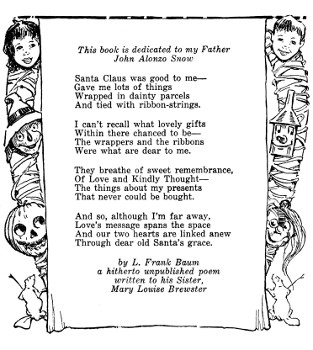 This book is dedicated to my Father
John Alonzo Snow
Santa Claus was good to me—
Gave me lots of things
Wrapped in dainty parcels
And tied with ribbon-strings.
I can't recall what lovely gifts
Within there chanced to be—
The wrappers and the ribbons
Were what are dear to me.
They breathe of sweet remembrance,
Of Love and Kindly Thought—
The things about my presents
That never could be bought.
And so, although I'm far away,
Love's message spans the space
And our two hearts are linked anew
Through dear old Santa's grace.
by L. Frank Baum
a hitherto unpublished poem
written to his Sister,
Mary Louise Brewster